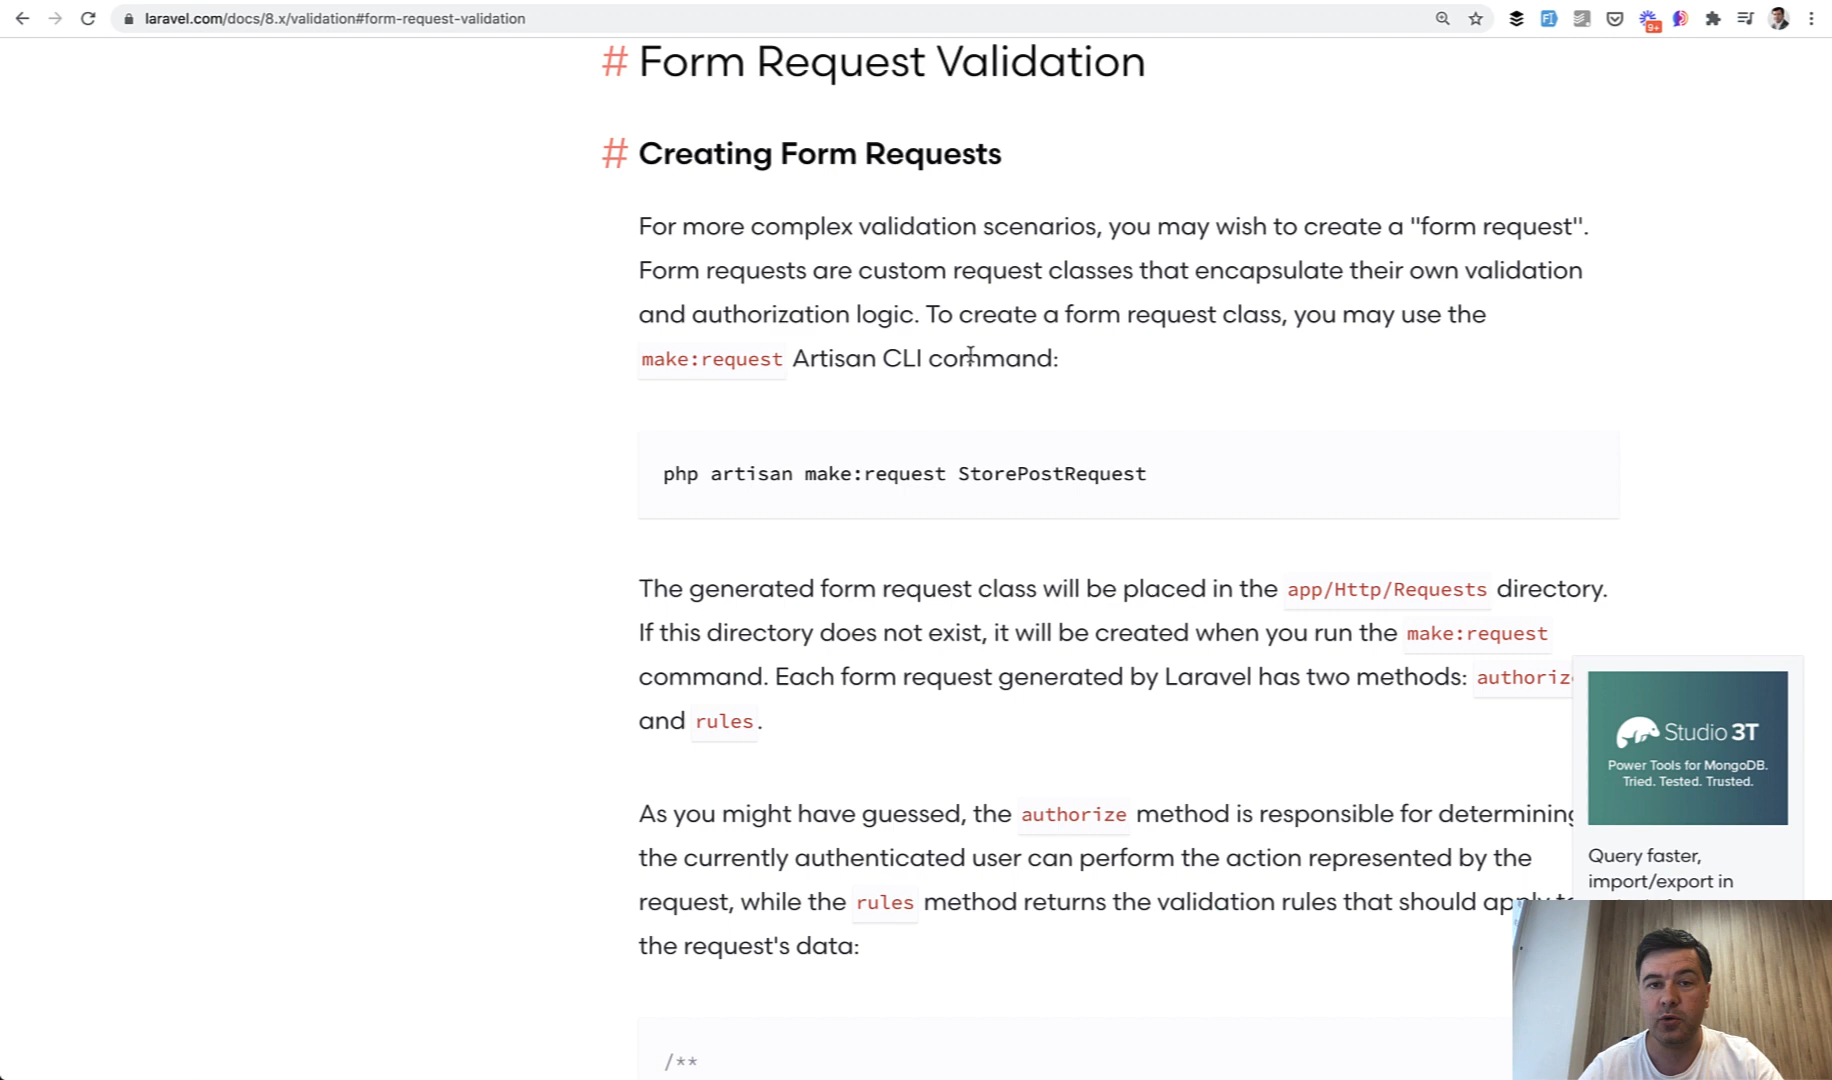 laravel.com/docs/8.x/validation#form-request-validation
9+
# Form Request Validation
# Creating Form Requests
For more complex validation scenarios, you may wish to create a "form request".
Form requests are custom request classes that encapsulate their own validation
and authorization logic. To create a form request class, you may use the
make:request Artisan CLI command:
php artisan make:request StorePostRequest
The generated form request class will be placed in the app/Http/Requests directory.
If this directory does not exist, it will be created when you run the make:request
command. Each form request generated by Laravel has two methods: authoriz
and rules.
As you might have guessed, the authorize method is responsible for determining
the currently authenticated user can perform the action represented by the
request, while the rules method returns the validation rules that should apply
the request's data:
/**
Studio 3T
Power Tools for MongoDB.
Tried. Tested. Trusted.
Query faster,
import/export in